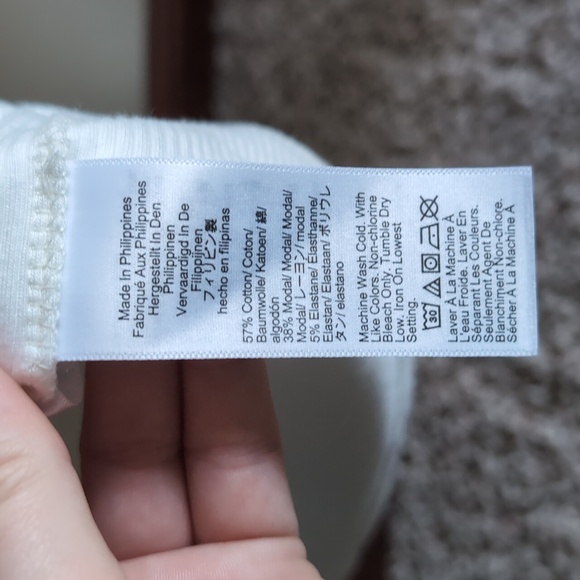 Made In Philippines
Fabriqué Aux Philippines
Hergestellt In Den
Philippinen
Vervaardigd In De
Filippijnen
フィリピン製
hecho en filipinas
57% Cotton/ Coton/
Baumwolle/ Katoen/ 綿/
algodón
38% Modal/ Modal/ Modal/
Modal/ レーヨン/ modal
5% Elastane/ Elasthanne/
Elastan/ Elastaan/ ポリウレ
タン/ elastano
Machine Wash Cold. With
Like Colors. Non-chlorine
Bleach Only. Tumble Dry
Low. Iron On Lowest
Setting.
30
Laver À La Machine À
L'eau Froide. Laver En
Séparant Les Couleurs.
Seulement Agent De
Blanchiment Non-chlore.
Sécher À La Machine À